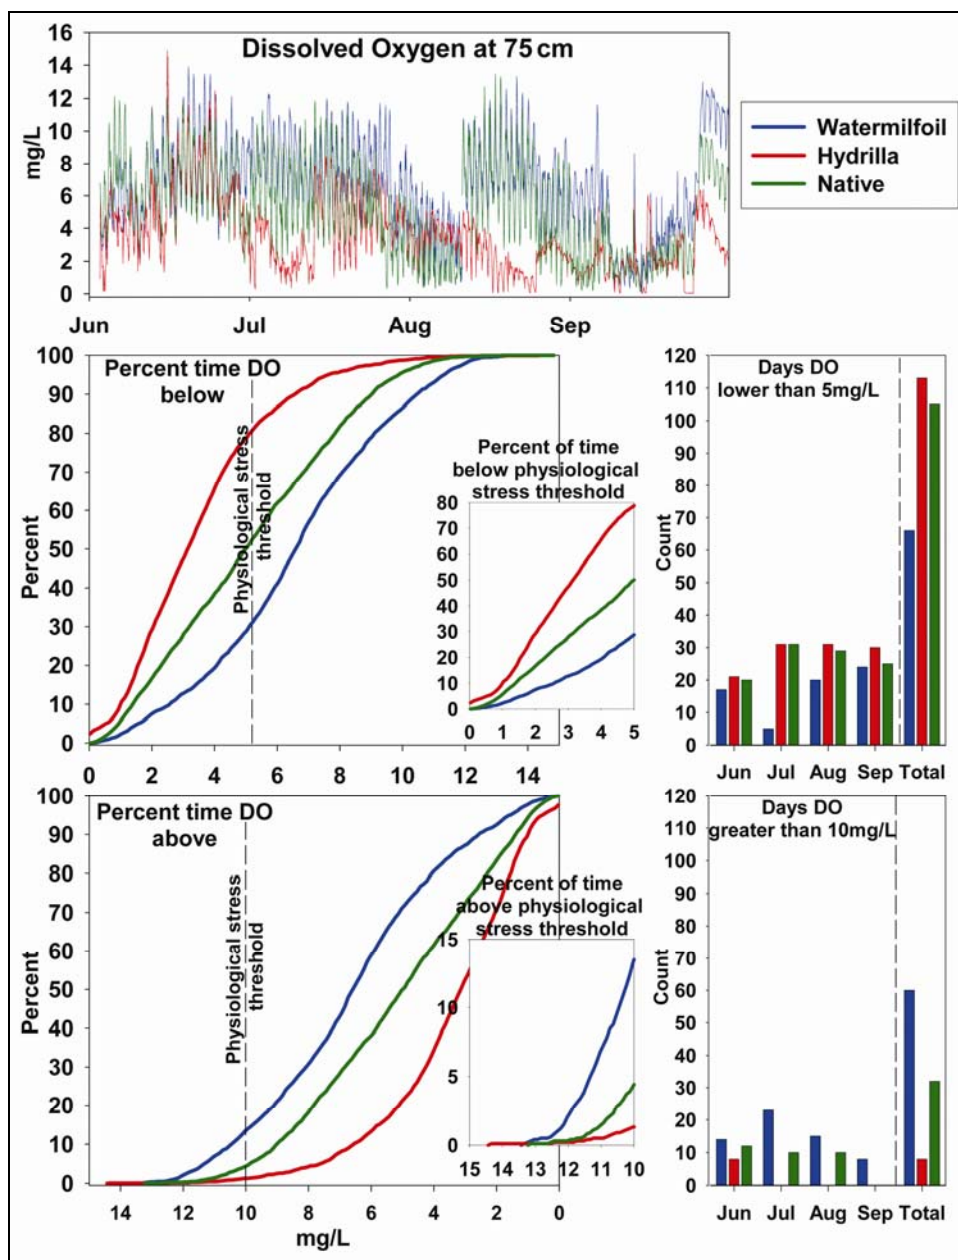 Dissolved Oxygen at 75 cm
16
14
12
10
8
6
4
2
0
mg/L
Jun Jul Aug Sep
Watermilfoil
Hydrilla
Native
Percent time DO
below
Physiological stress
threshold
100
90
80
70
60
50
40
30
20
10
0
Percent
0 2 4 6 8 10 12 14
Percent of time
below physiological
stress threshold
80
70
60
50
40
30
20
10
0
0 1 2 3 4 5
Days DO
lower than 5mg/L
120
110
100
90
80
70
60
50
40
30
20
10
0
Count
Jun Jul Aug Sep Total
Percent time DO
above
Physiological stress
threshold
100
90
80
70
60
50
40
30
20
10
0
Percent
14 12 10 8 6 4 2 0
mg/L
Percent of time
above physiological
stress threshold
15
10
5
0
15 14 13 12 11 10
Days DO
greater than 10mg/L
120
110
100
90
80
70
60
50
40
30
20
10
0
Count
Jun Jul Aug Sep Total